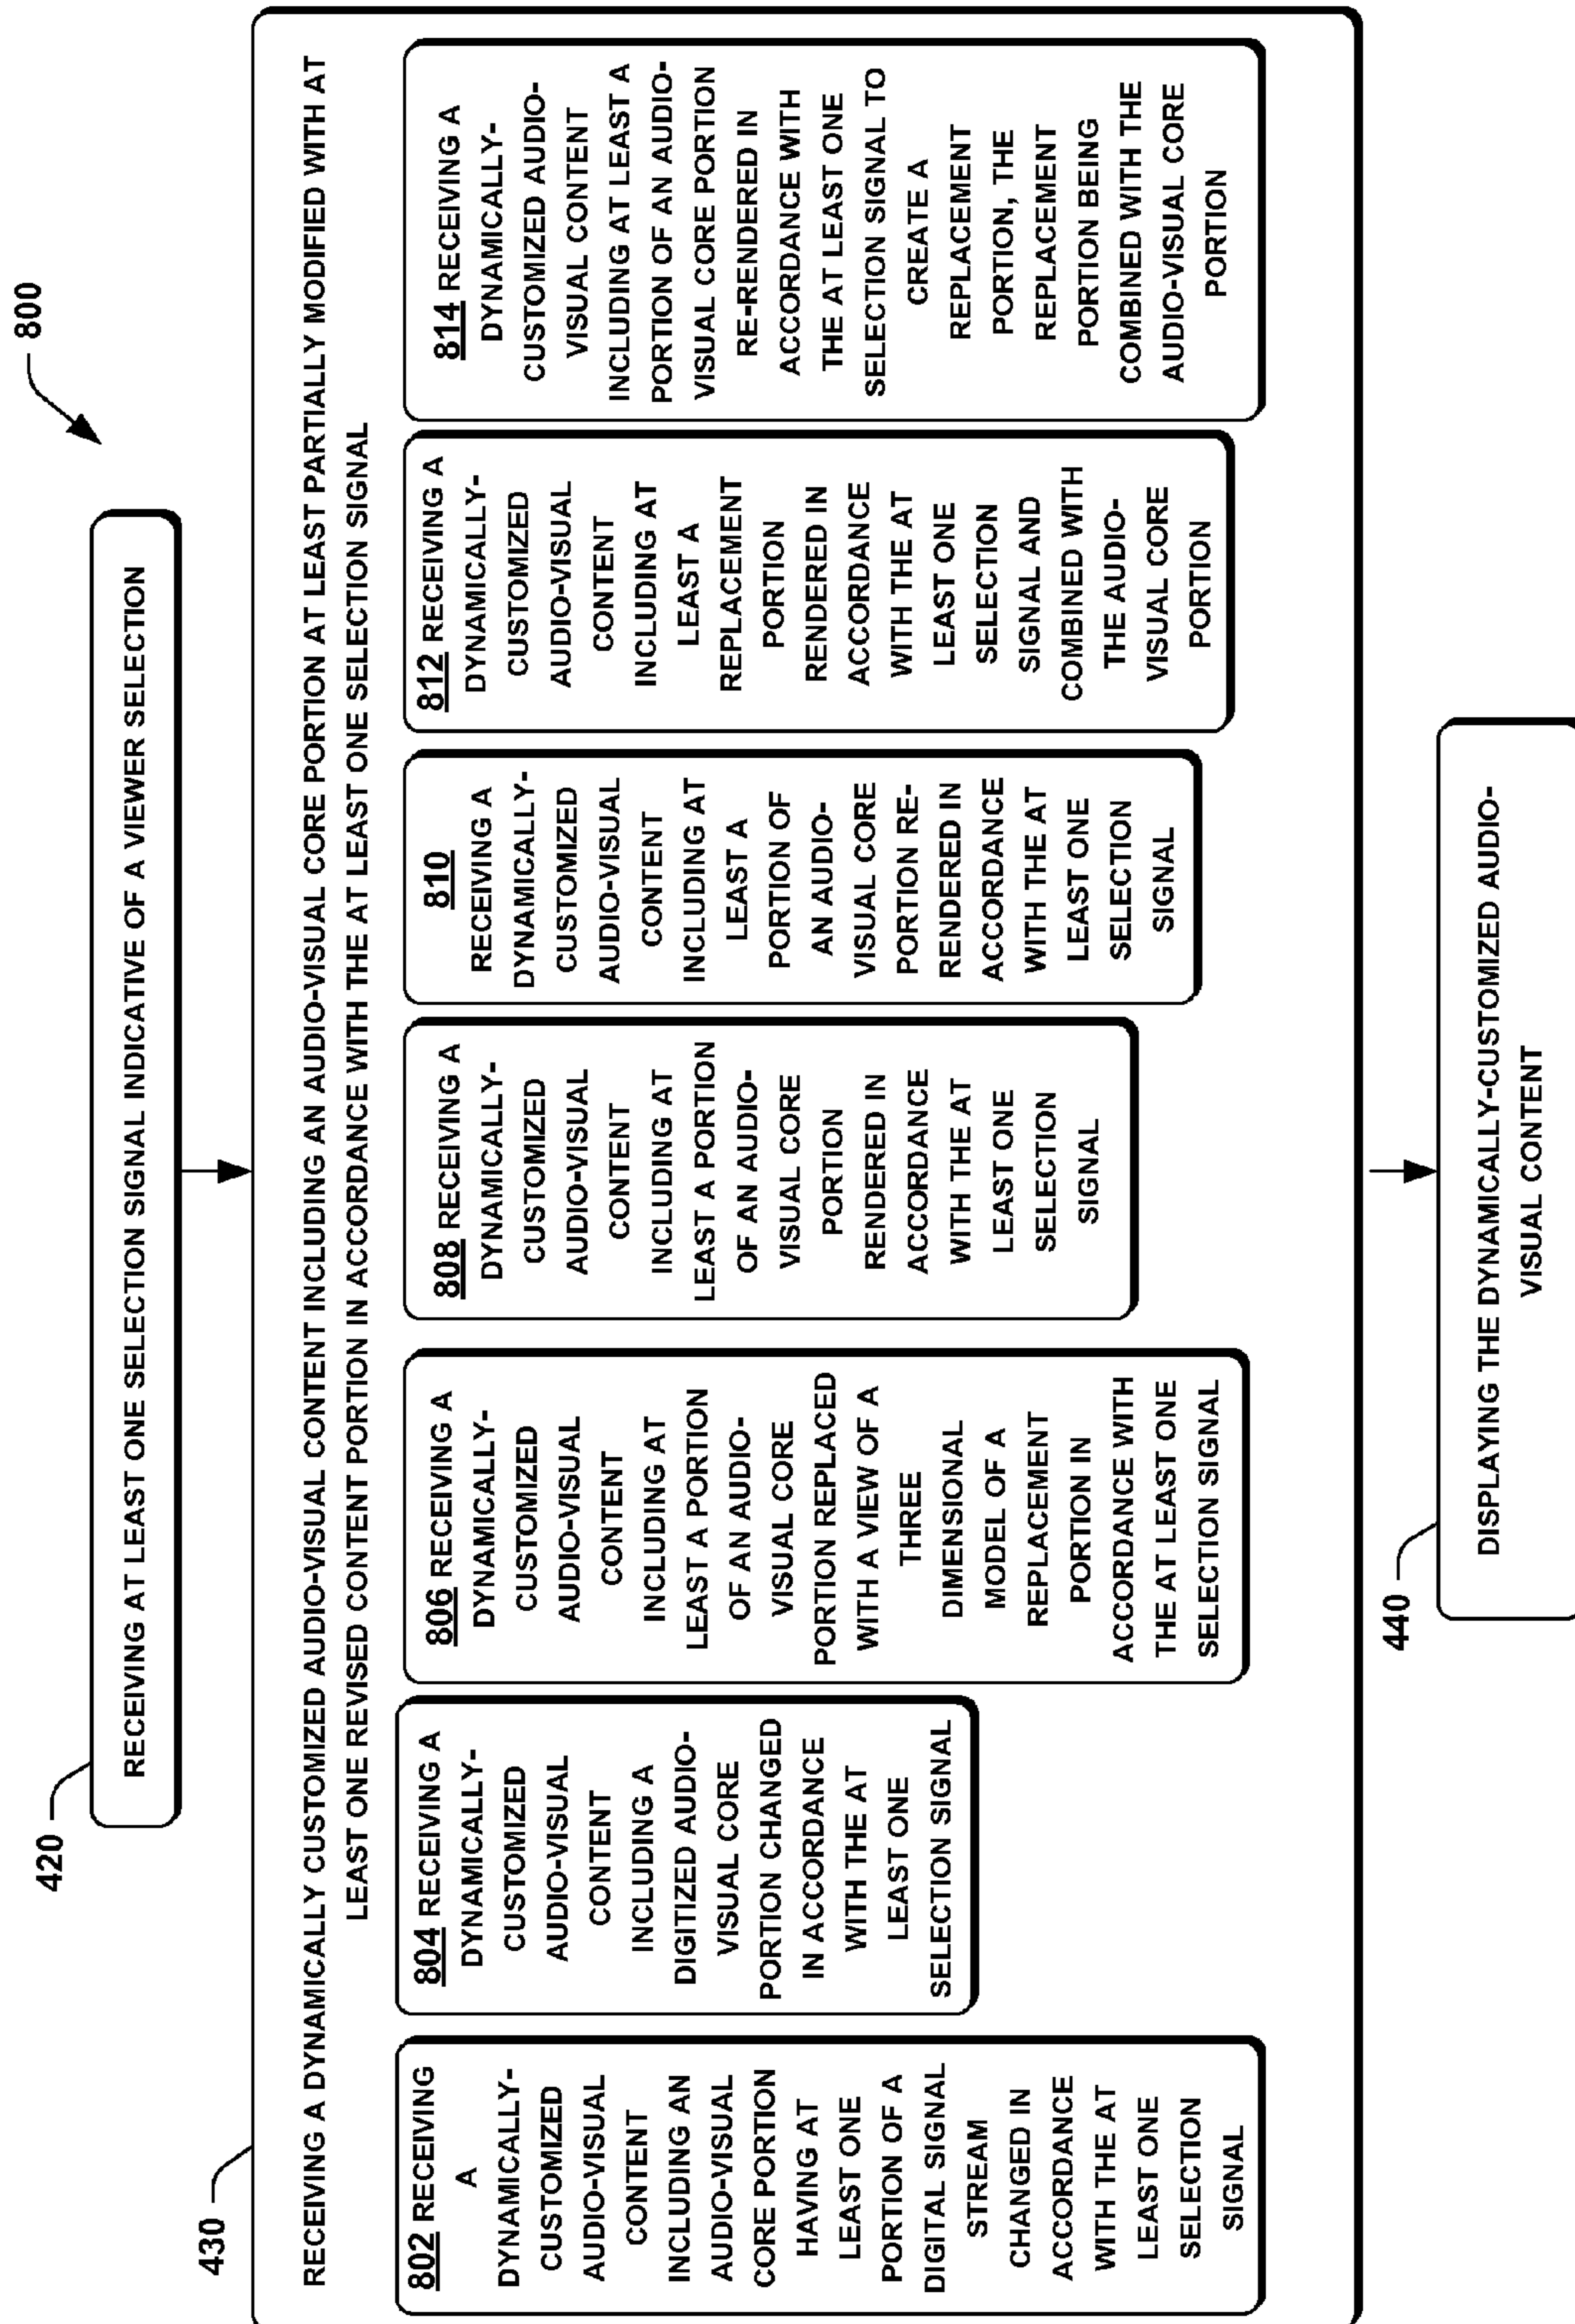 800
420
RECEIVING AT LEAST ONE SELECTION SIGNAL INDICATIVE OF A VIEWER SELECTION
430
RECEIVING A DYNAMICALLY CUSTOMIZED AUDIO-VISUAL CONTENT INCLUDING AN AUDIO-VISUAL CORE PORTION AT LEAST PARTIALLY MODIFIED WITH AT
LEAST ONE REVISED CONTENT PORTION IN ACCORDANCE WITH THE AT LEAST ONE SELECTION SIGNAL
802 RECEIVING
A
DYNAMICALLY-
CUSTOMIZED
AUDIO-VISUAL
CONTENT
INCLUDING AN
AUDIO-VISUAL
CORE PORTION
HAVING AT
LEAST ONE
PORTION OF A
DIGITAL SIGNAL
STREAM
CHANGED IN
ACCORDANCE
WITH THE AT
LEAST ONE
SELECTION
SIGNAL
804 RECEIVING A
DYNAMICALLY-
CUSTOMIZED
AUDIO-VISUAL
CONTENT
INCLUDING A
DIGITIZED AUDIO-
VISUAL CORE
PORTION CHANGED
IN ACCORDANCE
WITH THE AT
LEAST ONE
SELECTION SIGNAL
806 RECEIVING A
DYNAMICALLY-
CUSTOMIZED
AUDIO-VISUAL
CONTENT
INCLUDING AT
LEAST A PORTION
OF AN AUDIO-
VISUAL CORE
PORTION REPLACED
WITH A VIEW OF A
THREE
DIMENSIONAL
MODEL OF A
REPLACEMENT
PORTION IN
ACCORDANCE WITH
THE AT LEAST ONE
SELECTION SIGNAL
808 RECEIVING A
DYNAMICALLY-
CUSTOMIZED
AUDIO-VISUAL
CONTENT
INCLUDING AT
LEAST A PORTION
OF AN AUDIO-
VISUAL CORE
PORTION
RENDERED IN
ACCORDANCE
WITH THE AT
LEAST ONE
SELECTION
SIGNAL
810
RECEIVING A
DYNAMICALLY-
CUSTOMIZED
AUDIO-VISUAL
CONTENT
INCLUDING AT
LEAST A
PORTION OF
AN AUDIO-
VISUAL CORE
PORTION RE-
RENDERED IN
ACCORDANCE
WITH THE AT
LEAST ONE
SELECTION
SIGNAL
812 RECEIVING A
DYNAMICALLY-
CUSTOMIZED
AUDIO-VISUAL
CONTENT
INCLUDING AT
LEAST A
REPLACEMENT
PORTION
RENDERED IN
ACCORDANCE
WITH THE AT
LEAST ONE
SELECTION
SIGNAL AND
COMBINED WITH
THE AUDIO-
VISUAL CORE
PORTION
814 RECEIVING A
DYNAMICALLY-
CUSTOMIZED AUDIO-
VISUAL CONTENT
INCLUDING AT LEAST A
PORTION OF AN AUDIO-
VISUAL CORE PORTION
RE-RENDERED IN
ACCORDANCE WITH
THE AT LEAST ONE
SELECTION SIGNAL TO
CREATE A
REPLACEMENT
PORTION, THE
REPLACEMENT
PORTION BEING
COMBINED WITH THE
AUDIO-VISUAL CORE
PORTION
440
DISPLAYING THE DYNAMICALLY-CUSTOMIZED AUDIO-
VISUAL CONTENT